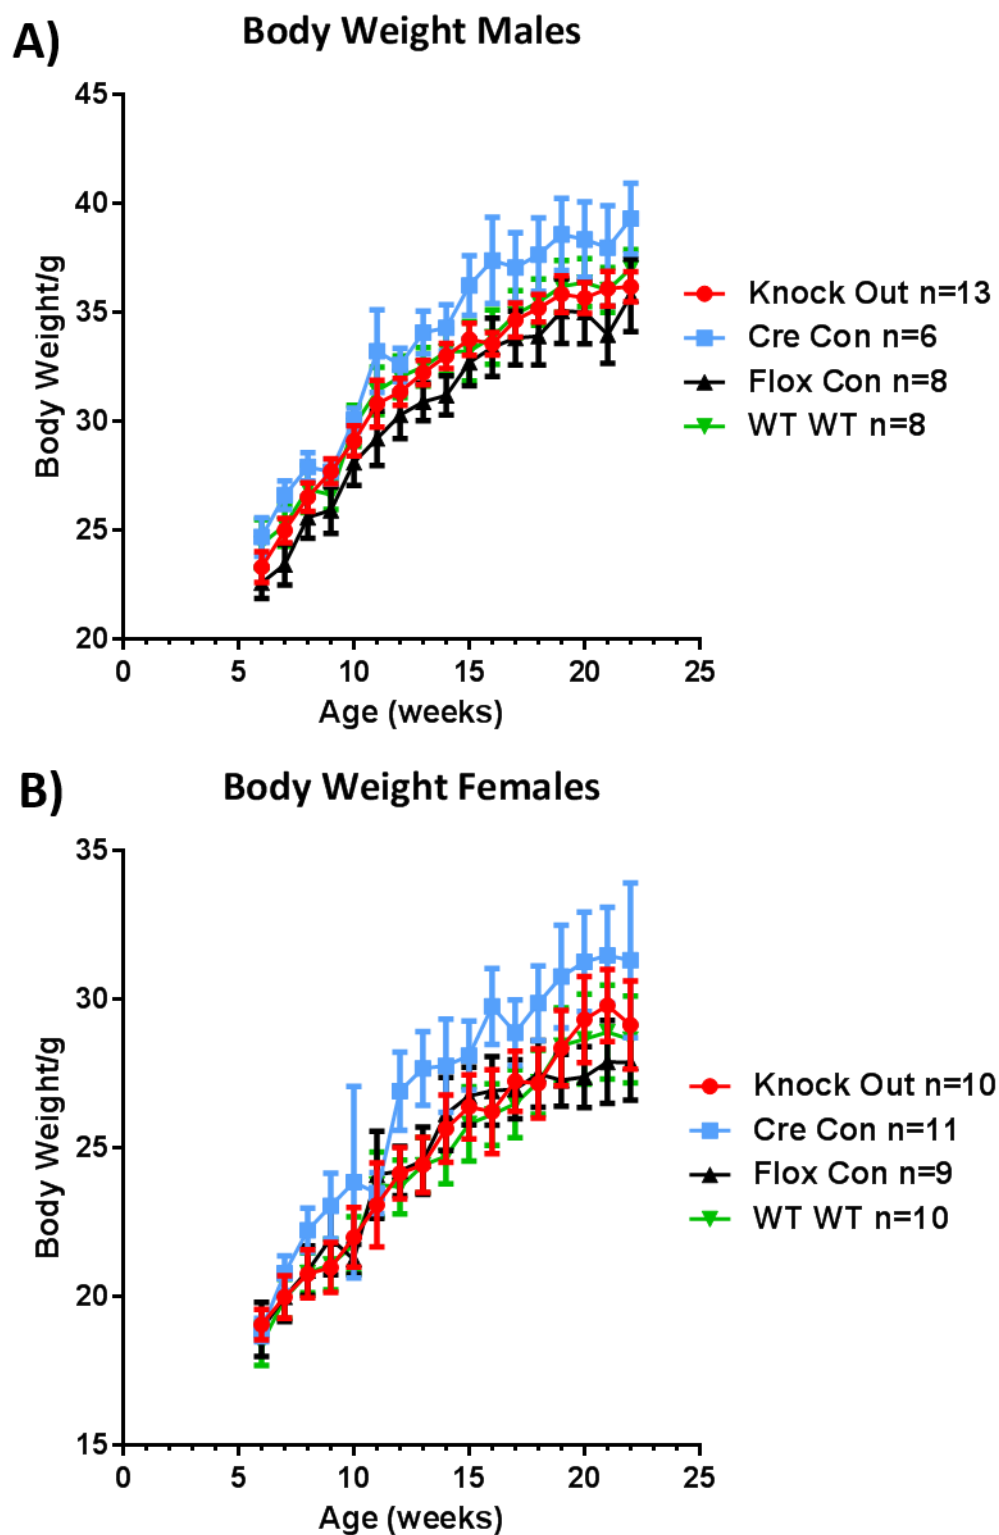 A)
Body Weight Males
45
40
35
30
25
20
0 5 10 15 20 25
Body Weight/g
Age (weeks)
Knock Out n=13
Cre Con n=6
Flox Con n=8
WT WT n=8
B)
Body Weight Females
35
30
25
20
15
0 5 10 15 20 25
Body Weight/g
Age (weeks)
Knock Out n=10
Cre Con n=11
Flox Con n=9
WT WT n=10